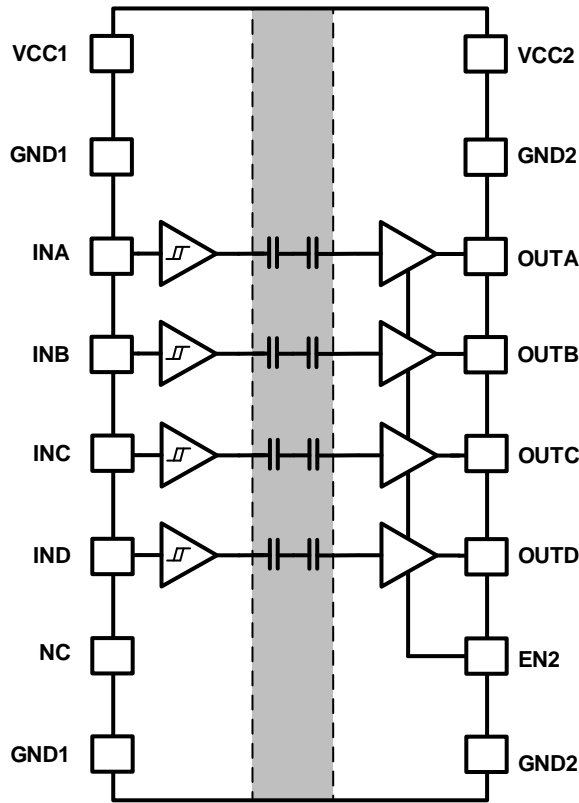 VCC1 VCC2
GND1 GND2
INA OUTA
INB OUTB
INC OUTC
IND OUTD
NC EN2
GND1 GND2